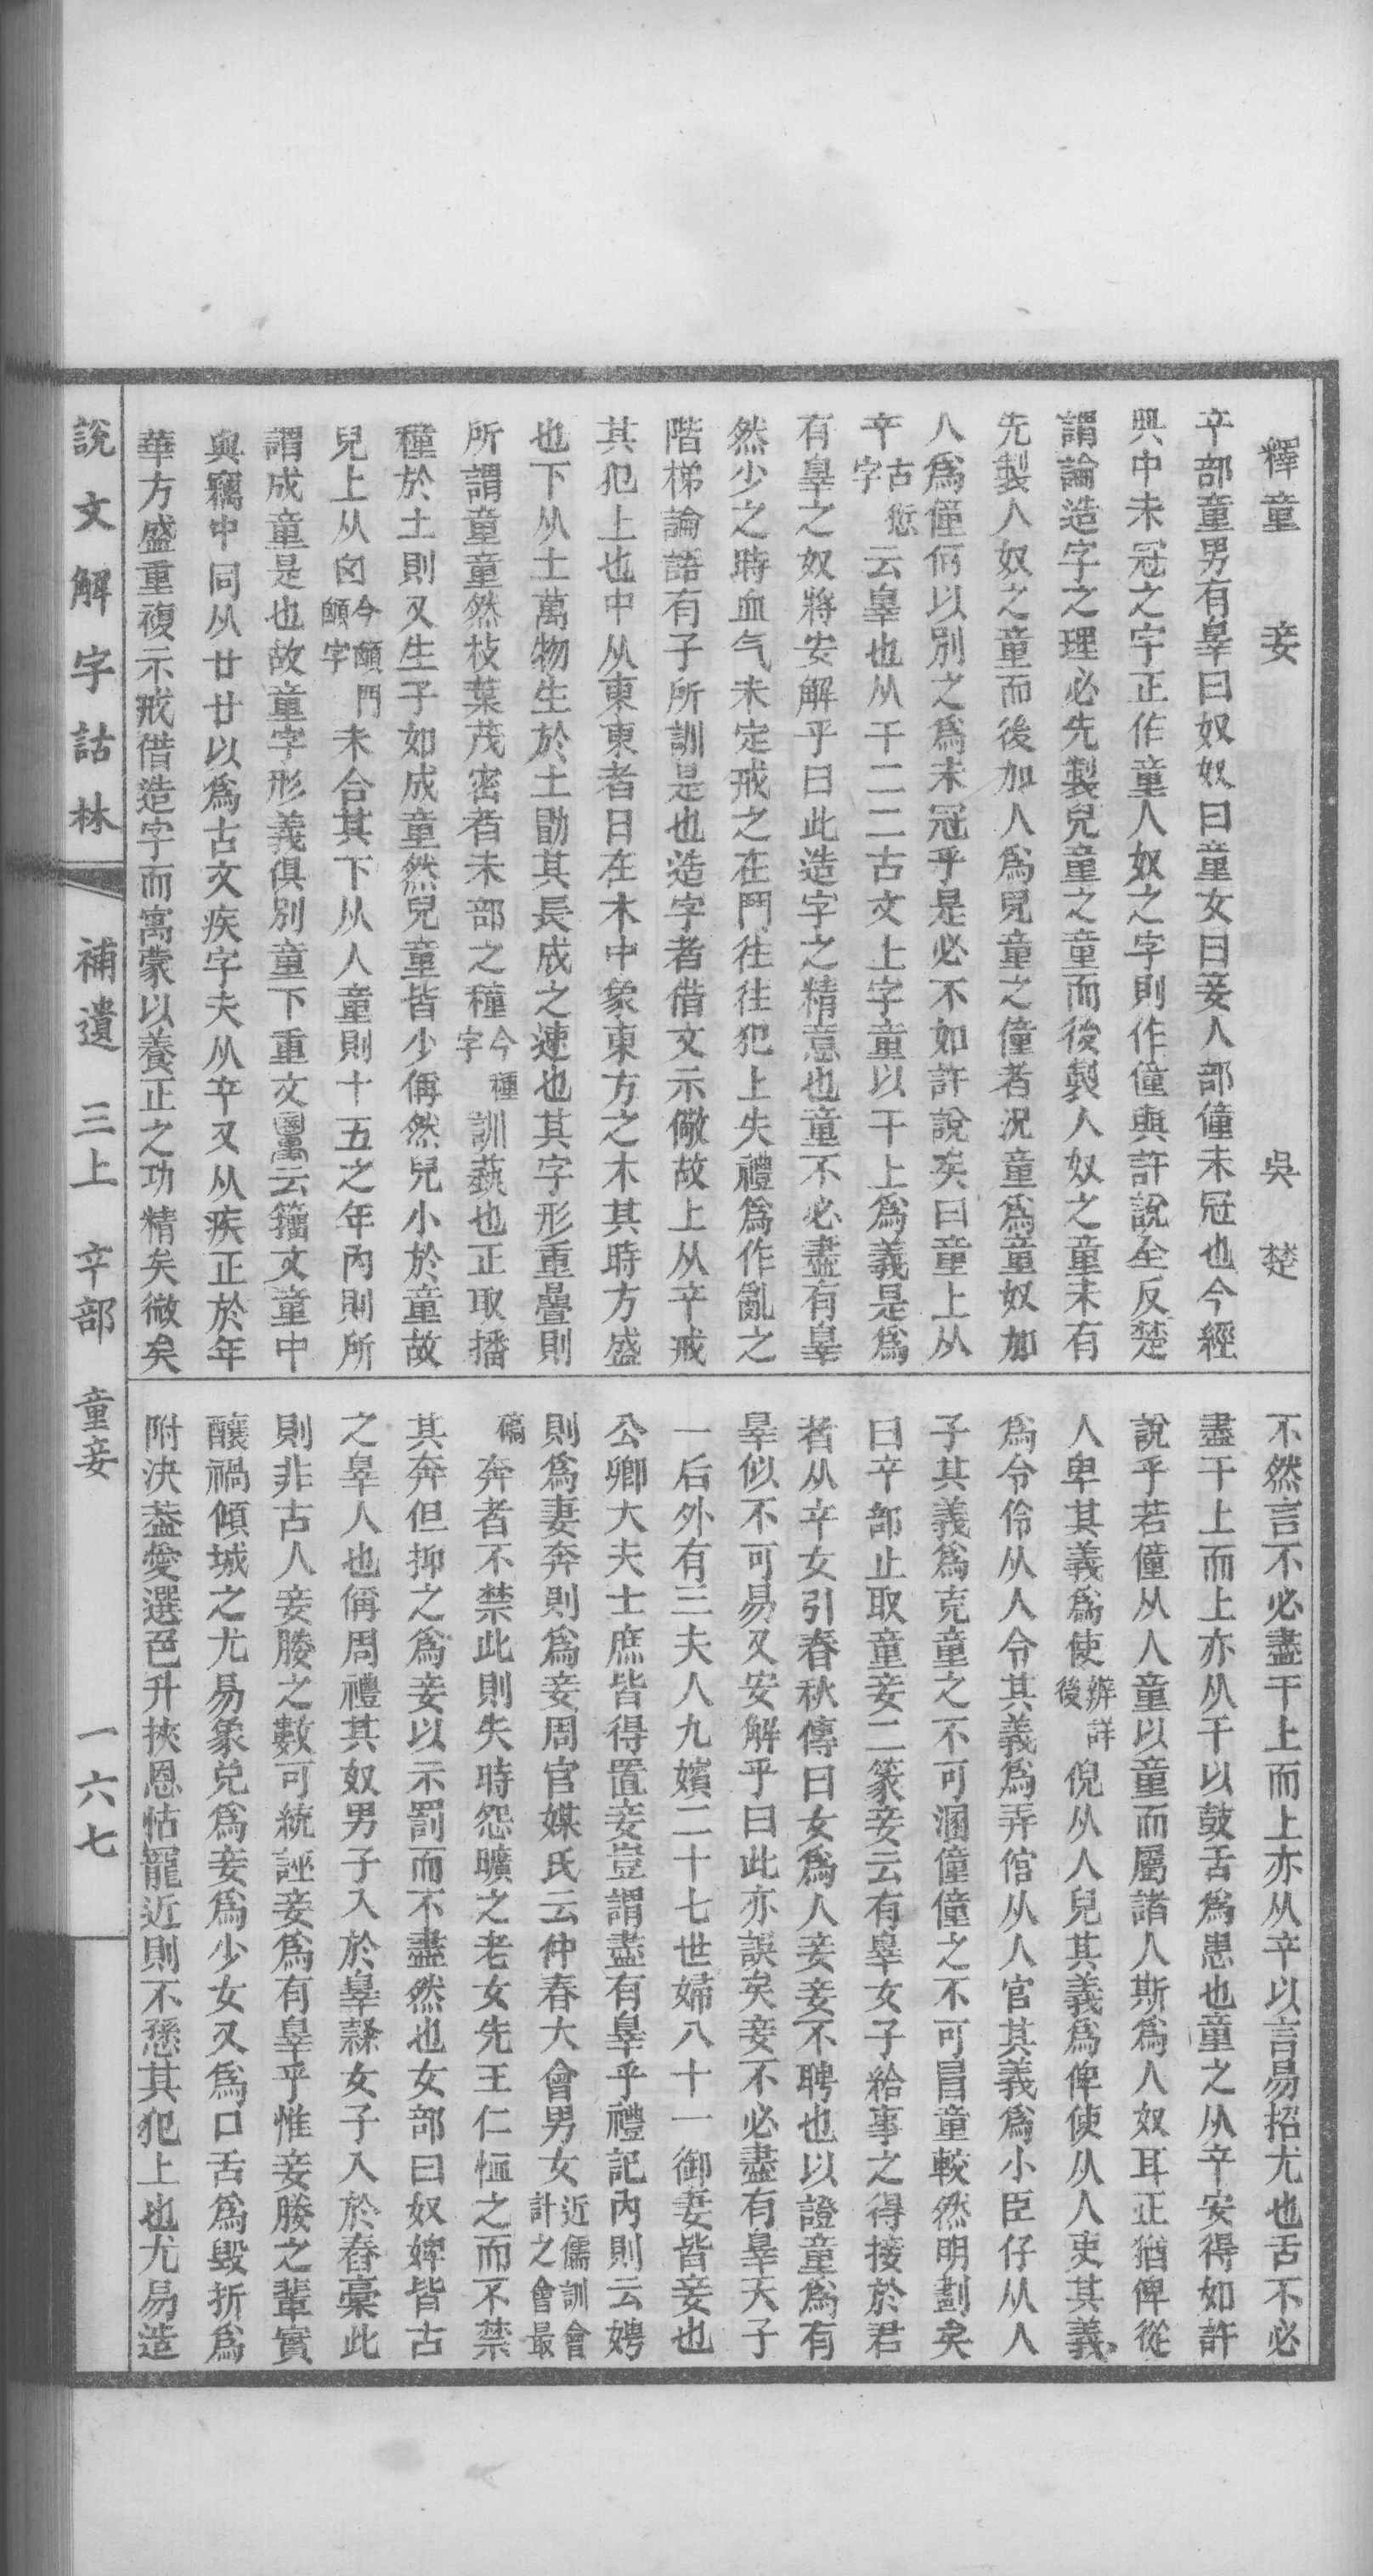 釋童 妾 吳楚
䇂部童男有辠曰奴奴曰童女曰妾人部僮未冠也今經
典中未冠之字正作童人奴之字則作僮與許說全反楚
謂論造字之理必先製兒童之童而後製人奴之童未有
先製人奴之童而後加人爲兒童之僮者況童爲童奴加
人爲僮何以別之爲未冠乎是必不如許說矣曰童上从
䇂古愆字云辠也从干二二古文上字童以干上爲義是爲
有辠之奴將安解乎曰此造字之精意也童不必盡有辠
然少之時血气未定戒之在鬥往往犯上失禮爲作亂之
階梯論語有子所訓是也造字者借文示儆故上从䇂戒
其犯上也中从東東者日在木中象東方之木其時方盛
也下从土萬物生於土勖其長成之速也其字形重疊則
所謂童童然枝葉茂密者禾部之穜今種字訓蓺也正取播
種於土則又生子如成童然兒童皆少偁然兒小於童故
兒上从囟今顖字顖門未合其下从人童則十五之年內則所
謂成童是也故童字形義俱別童下重文𥫍云籒文童中
與竊中同从廿廿以爲古文疾字夫从䇂又从疾正於年
華方盛重複示戒借造字而寓蒙以養正之功精矣微矣
不然言不必盡干上而上亦从䇂以言易招尤也舌不必
盡干上而上亦从干以鼓舌爲患也童之从䇂安得如許
說乎若僮从人童以童而屬諸人斯爲人奴耳正猶俾從
人卑其義爲使辨詳後倪从人兒其義爲俾使从人吏其義
爲令伶从人令其義爲弄倌从人官其義爲小臣仔从人
子其義爲克童之不可溷僮僮之不可冒童較然明劃矣
曰䇂部止取童妾二篆妾云有辠女子給事之得接於君
者从䇂女引春秋傳曰女爲人妾妾不聘也以證童爲有
辠似不可易又安解乎曰此亦誤矣妾不必盡有辠天子
一后外有三夫人九嬪二十七世婦八十一御妻皆妾也
公卿大夫士庶皆得置妾豈謂盡有辠乎禮記內則云娉
則爲妻奔則爲妾周官媒氏云仲春大會男女近儒訓會計之會最
稿奔者不禁此則失時怨曠之老女先王仁恤之而不禁
其奔但抑之爲妾以示罰而不盡然也女部曰奴婢皆古
之辠人也偁周禮其奴男子入於辠隸女子入於舂稾此
則非古人妾媵之數可統誣妾爲有辠乎惟妾媵之輩實
釀禍傾城之尤易象兌爲妾爲少女又爲口舌爲毀折爲
附決葢愛選色升挾恩怙寵近則不遜其犯上也尤易造
說文解字詁林 補遺 三上 䇂部 童妾 一六七